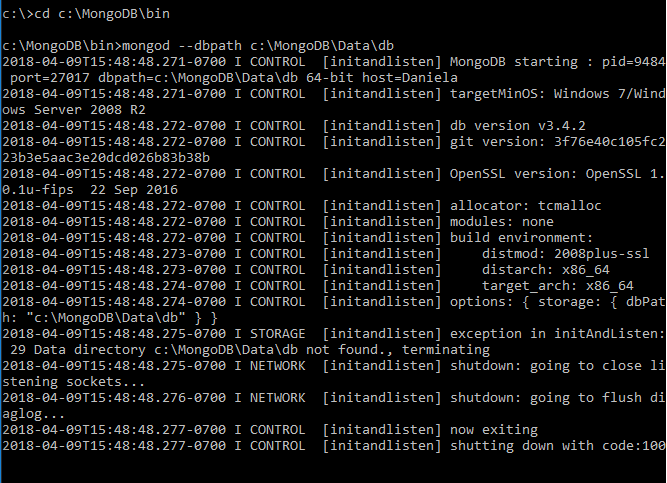 c:\>cd c:\MongoDB\bin
c:\MongoDB\bin>mongod --dbpath c:\MongoDB\Data\db
2018-04-09T15:48:48.271-0700 I CONTROL  [initandlisten] MongoDB starting : pid=9484
 port=27017 dbpath=c:\MongoDB\Data\db 64-bit host=Daniela
2018-04-09T15:48:48.271-0700 I CONTROL  [initandlisten] targetMinOS: Windows 7/Wind
ows Server 2008 R2
2018-04-09T15:48:48.272-0700 I CONTROL  [initandlisten] db version v3.4.2
2018-04-09T15:48:48.272-0700 I CONTROL  [initandlisten] git version: 3f76e40c105fc2
23b3e5aac3e20dcd026b83b38b
2018-04-09T15:48:48.272-0700 I CONTROL  [initandlisten] OpenSSL version: OpenSSL 1.
0.1u-fips  22 Sep 2016
2018-04-09T15:48:48.272-0700 I CONTROL  [initandlisten] allocator: tcmalloc
2018-04-09T15:48:48.272-0700 I CONTROL  [initandlisten] modules: none
2018-04-09T15:48:48.272-0700 I CONTROL  [initandlisten] build environment:
2018-04-09T15:48:48.273-0700 I CONTROL  [initandlisten]     distmod: 2008plus-ssl
2018-04-09T15:48:48.273-0700 I CONTROL  [initandlisten]     distarch: x86_64
2018-04-09T15:48:48.274-0700 I CONTROL  [initandlisten]     target_arch: x86_64
2018-04-09T15:48:48.274-0700 I CONTROL  [initandlisten] options: { storage: { dbPat
h: "c:\MongoDB\Data\db" } }
2018-04-09T15:48:48.275-0700 I STORAGE  [initandlisten] exception in initAndListen:
 29 Data directory c:\MongoDB\Data\db not found., terminating
2018-04-09T15:48:48.275-0700 I NETWORK  [initandlisten] shutdown: going to close li
stening sockets...
2018-04-09T15:48:48.276-0700 I NETWORK  [initandlisten] shutdown: going to flush di
aglog...
2018-04-09T15:48:48.277-0700 I CONTROL  [initandlisten] now exiting
2018-04-09T15:48:48.277-0700 I CONTROL  [initandlisten] shutting down with code:100